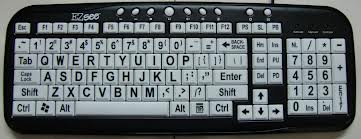 EZsee
Esc F1 F2 F3 F4 F5 F6 F7 F8 F9 F10 F11 F12 PS SL PB
1 2 3 4 5 6 7 8 9 0 BACK SPACE Hm Ins
Tab Q W E R T Y U O P PU Del 7 8 9
Caps Lock A S D F G H J K L Enter PD End 4 5 6
Shift Z X C V B N M Shift 1 2 3
Ctrl Alt Alt Ctrl 0 Ins Del